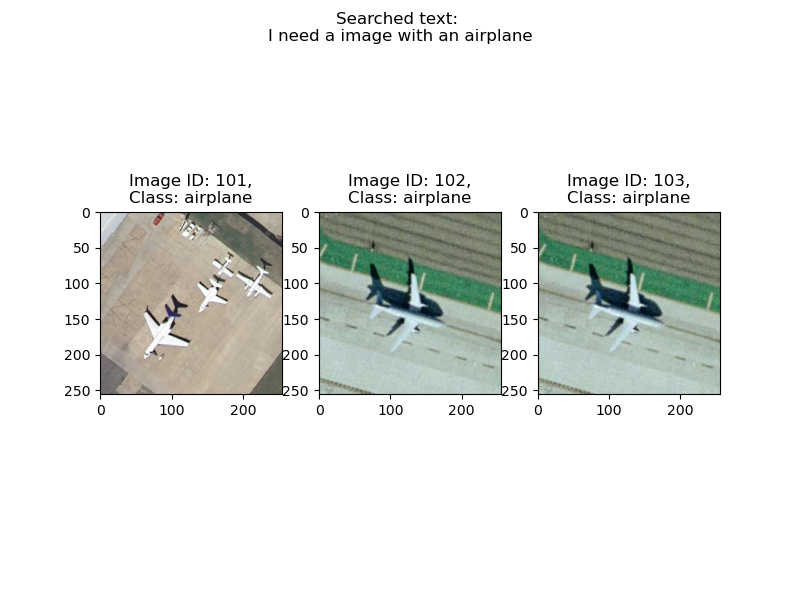 Searched text:
I need a image with an airplane
Image ID: 101,
Class: airplane
Image ID: 102,
Class: airplane
Image ID: 103,
Class: airplane
0
50
100
150
200
250
0 100 200
0
50
100
150
200
250
0 100 200
0
50
100
150
200
250
0 100 200